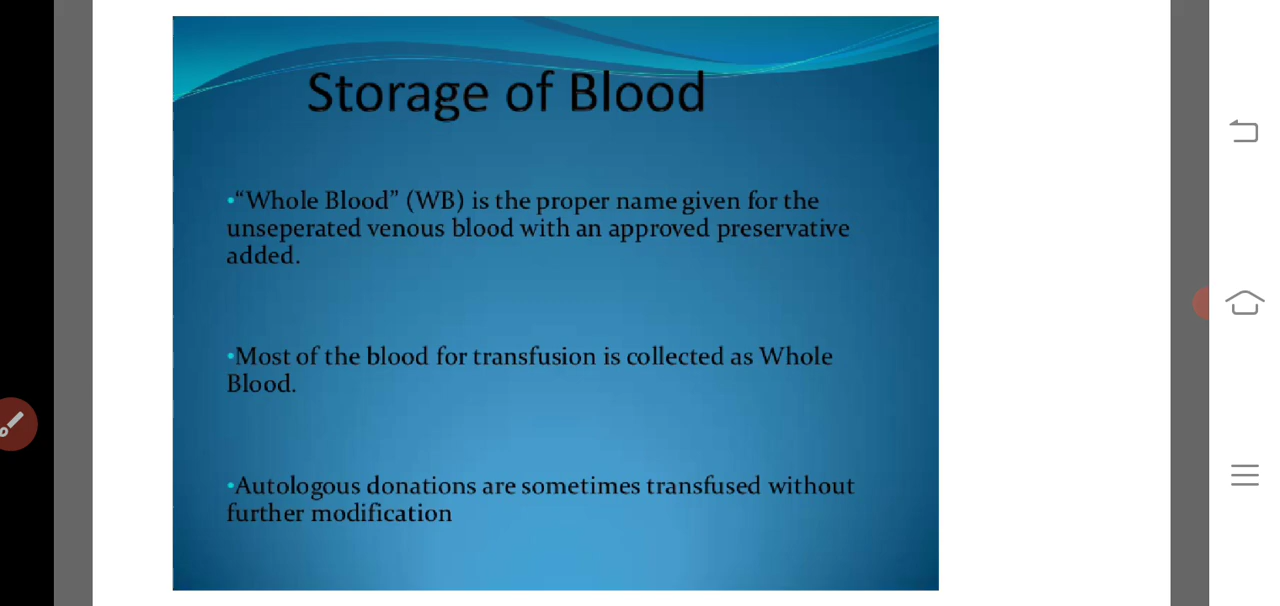 Storage of Blood
•“Whole Blood” (WB) is the proper name given for the
unseperated venous blood with an approved preservative
added.
•Most of the blood for transfusion is collected as Whole
Blood.
•Autologous donations are sometimes transfused without
further modification